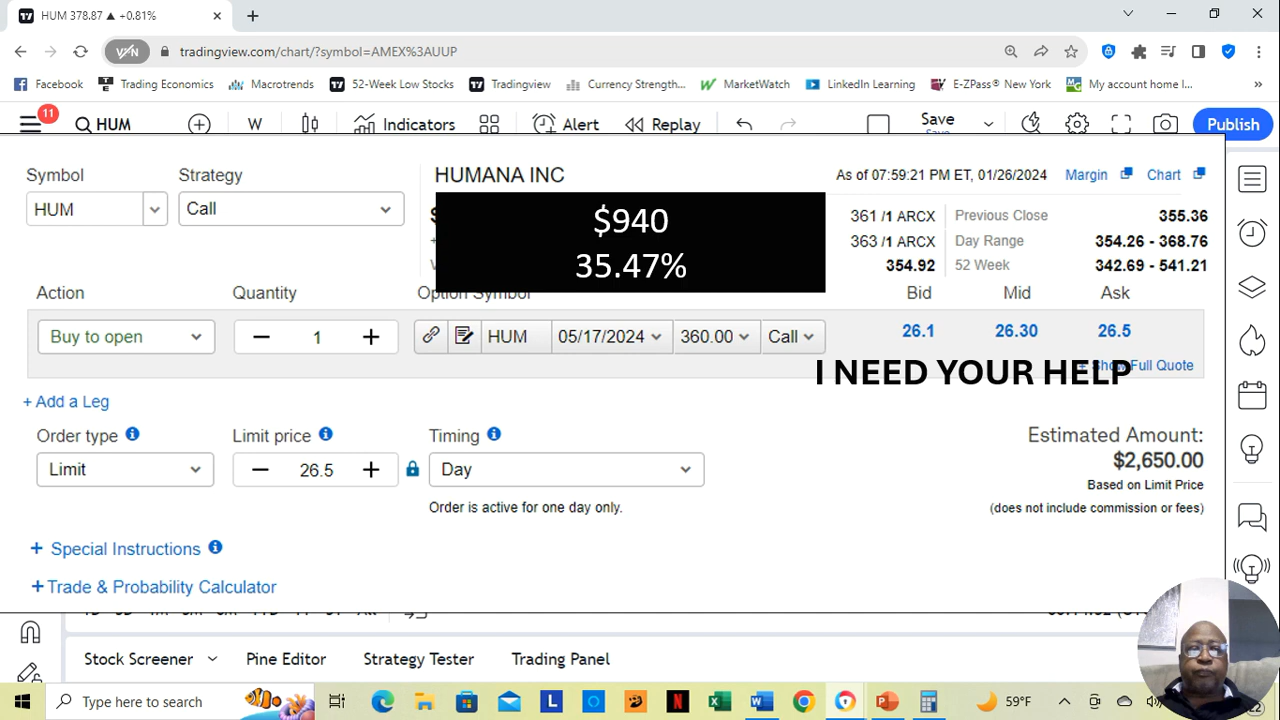 HUM 378.87 ▲ +0.81%
tradingview.com/chart/?symbol=AMEX%3AUUP
Facebook Trading Economics Macrotrends 52-Week Low Stocks Tradingview Currency Strength... MarketWatch LinkedIn Learning E-ZPass® New York My account home I... »
11
HUM W Indicators Alert Replay Save Publish
Save
Symbol Strategy HUMANA INC As of 07:59:21 PM ET, 01/26/2024 Margin Chart
HUM Call $940 361 /1 ARCX Previous Close 355.36
363 /1 ARCX Day Range 354.26 - 368.76
35.47% 354.92 52 Week 342.69 - 541.21
Action Quantity Option Symbol Bid Mid Ask
Buy to open 1 HUM 05/17/2024 360.00 Call 26.1 26.30 26.5
+ Show Full Quote
I NEED YOUR HELP
+ Add a Leg
Order type Limit price Timing Estimated Amount:
Limit 26.5 Day $2,650.00
Based on Limit Price
Order is active for one day only. (does not include commission or fees)
+ Special Instructions
+ Trade & Probability Calculator
Stock Screener Pine Editor Strategy Tester Trading Panel
Type here to search 59°F